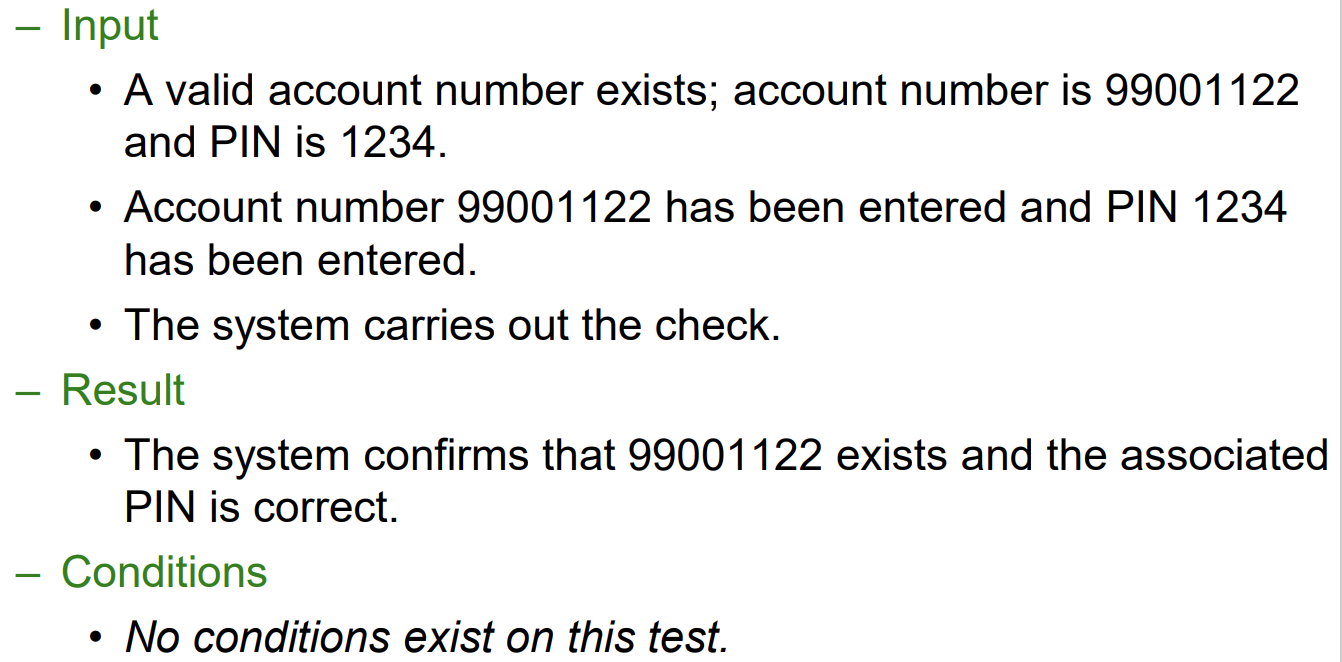 – Input
• A valid account number exists; account number is 99001122
and PIN is 1234.
• Account number 99001122 has been entered and PIN 1234
has been entered.
• The system carries out the check.
– Result
• The system confirms that 99001122 exists and the associated
PIN is correct.
– Conditions
• No conditions exist on this test.